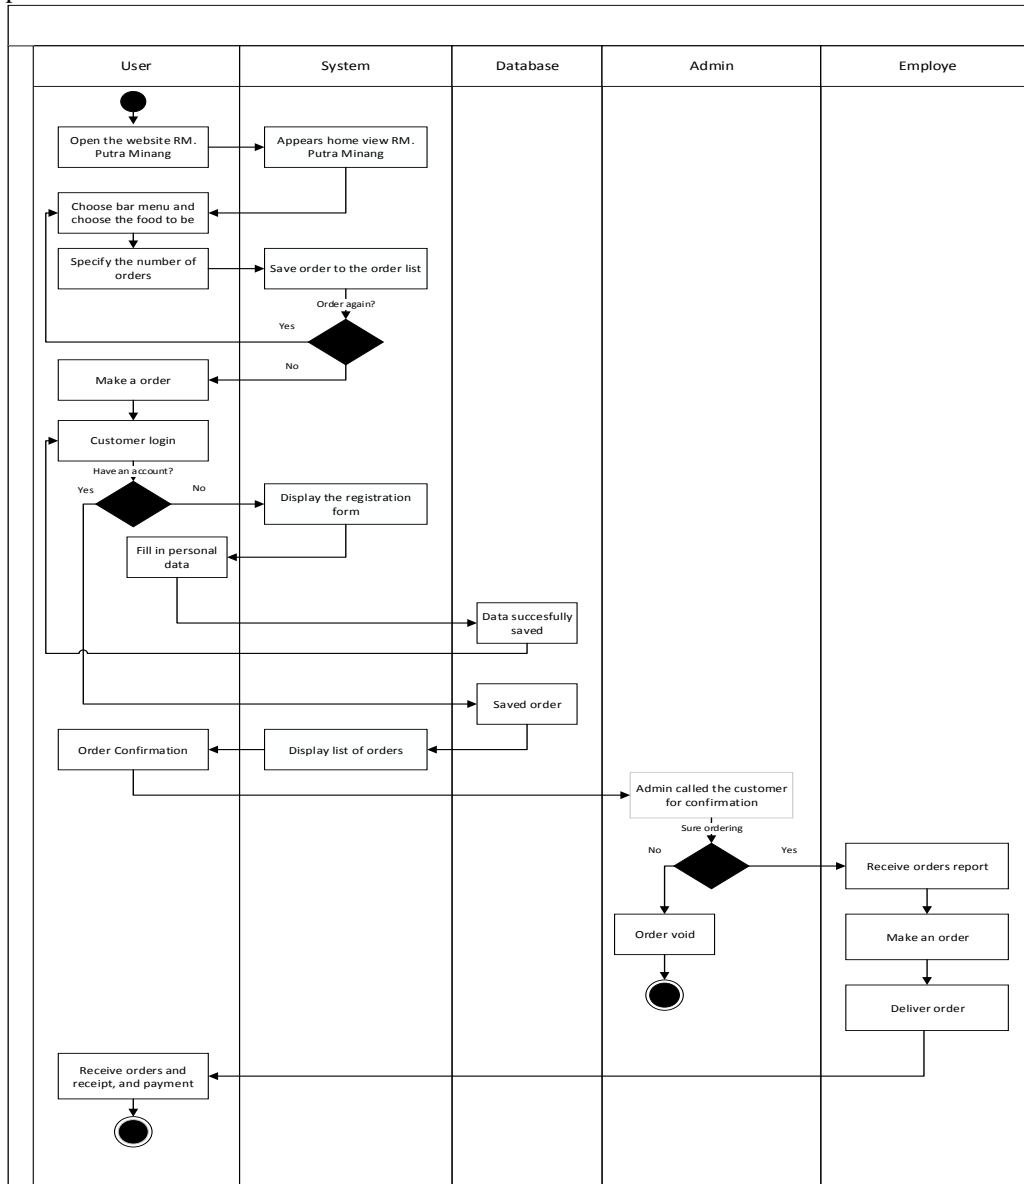 User
System
Database
Admin
Employe
Open the website RM.
Putra Minang
Appears home view RM.
Putra Minang
Choose bar menu and
choose the food to be
Specify the number of
orders
Save order to the order list
Order again?
Yes
No
Make a order
Customer login
Have an account?
Yes
No
Display the registration
form
Fill in personal
data
Data succesfully
saved
Saved order
Order Confirmation
Display list of orders
Admin called the customer
for confirmation
Sure ordering
No
Yes
Receive orders report
Order void
Make an order
Deliver order
Receive orders and
receipt, and payment